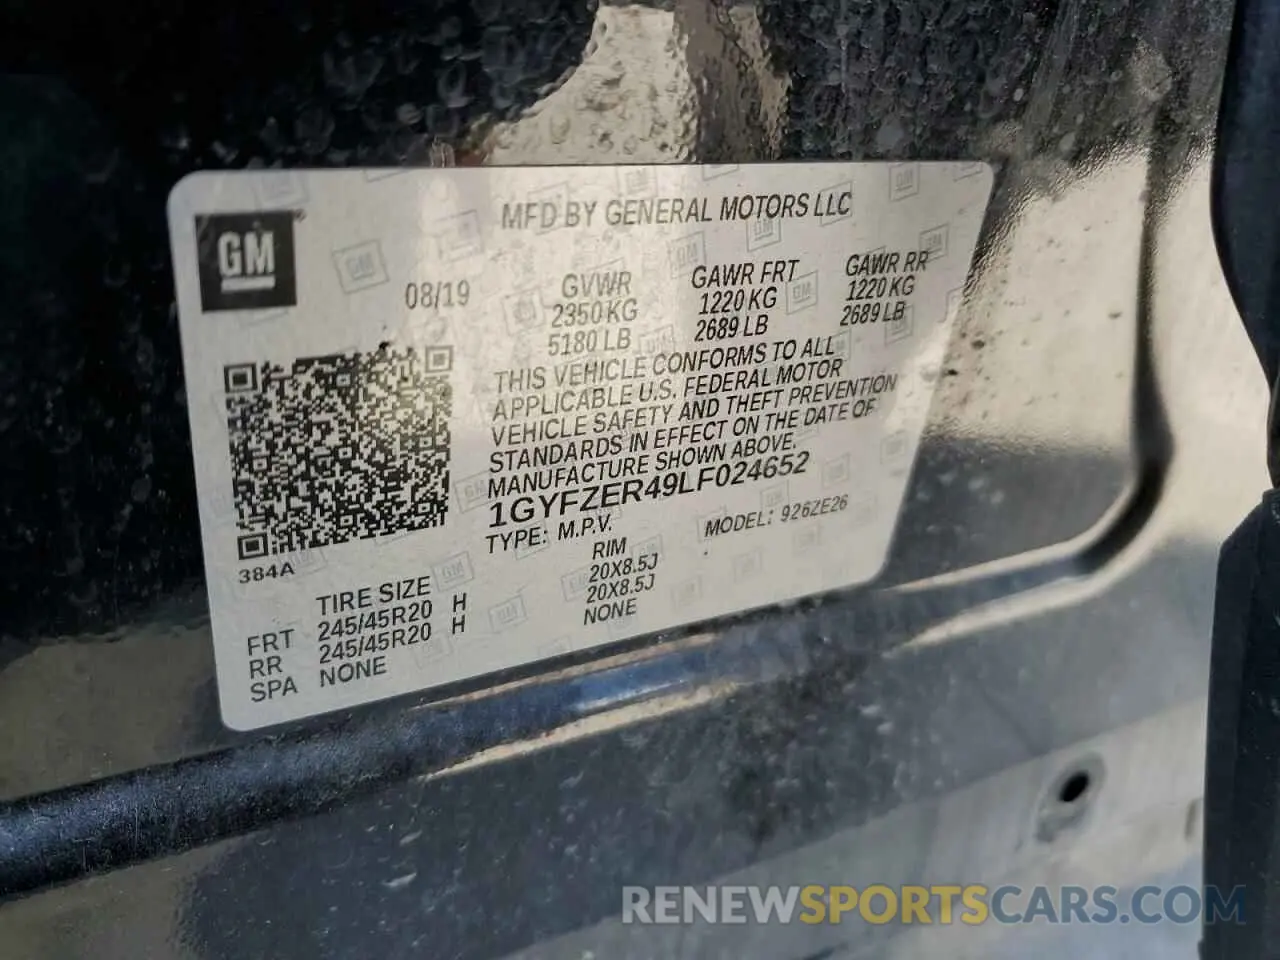 MFD BY GENERAL MOTORS LLC
GM
08/19
GVWR
2350 KG
5180 LB
GAWR FRT
1220 KG
2689 LB
GAWR RR
1220 KG
2689 LB
THIS VEHICLE CONFORMS TO ALL
APPLICABLE U.S. FEDERAL MOTOR
VEHICLE SAFETY AND THEFT PREVENTION
STANDARDS IN EFFECT ON THE DATE OF
MANUFACTURE SHOWN ABOVE.
1GYFZER49LF024652
TYPE: M.P.V.
MODEL: 926ZE26
384A
TIRE SIZE RIM
FRT 245/45R20 H 20X8.5J
RR 245/45R20 H 20X8.5J
SPA NONE NONE
RENEWSPORTSCARS.COM